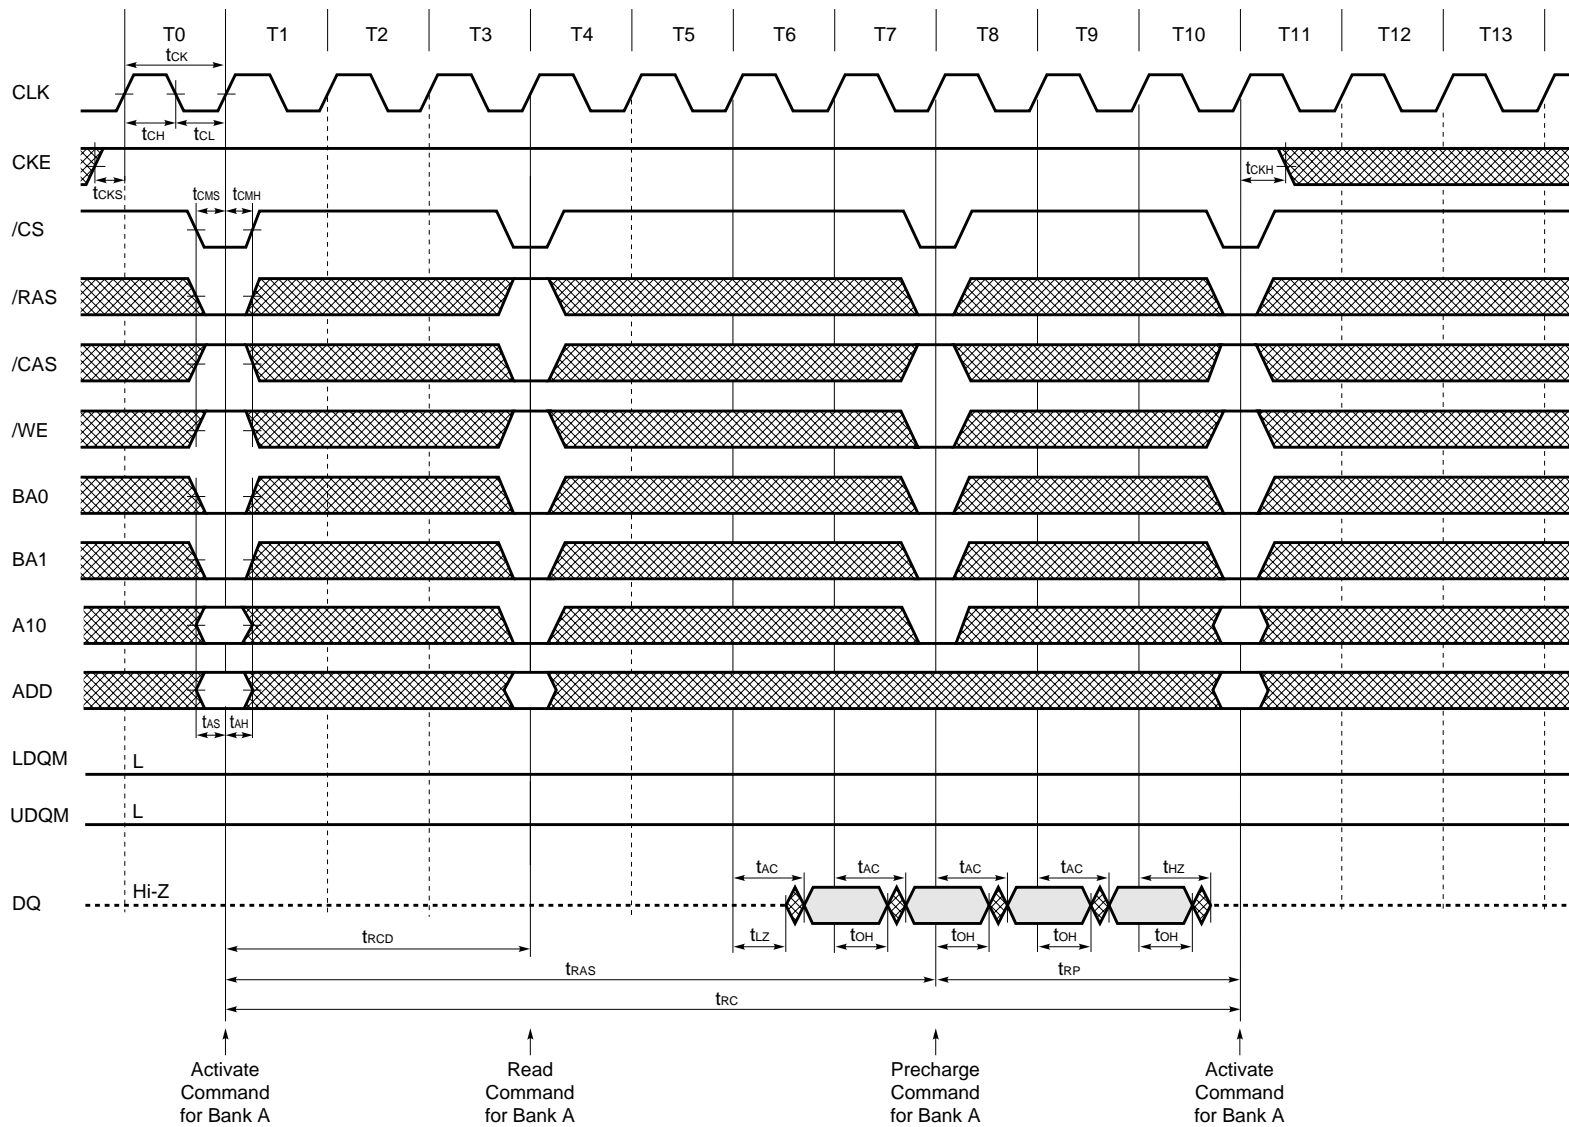 T0 T1 T2 T3 T4 T5 T6 T7 T8 T9 T10 T11 T12 T13
tCK
CLK
tCH tCL
CKE
tCKS tCMS tCMH tCKH
/CS
/RAS
/CAS
/WE
BA0
BA1
A10
ADD
tAS tAH
LDQM L
UDQM L
tAC tAC tAC tAC tHZ
DQ Hi-Z
tLZ tOH tOH tOH tOH
tRCD
tRAS tRP
tRC
Activate
Command
for Bank A
Read
Command
for Bank A
Precharge
Command
for Bank A
Activate
Command
for Bank A